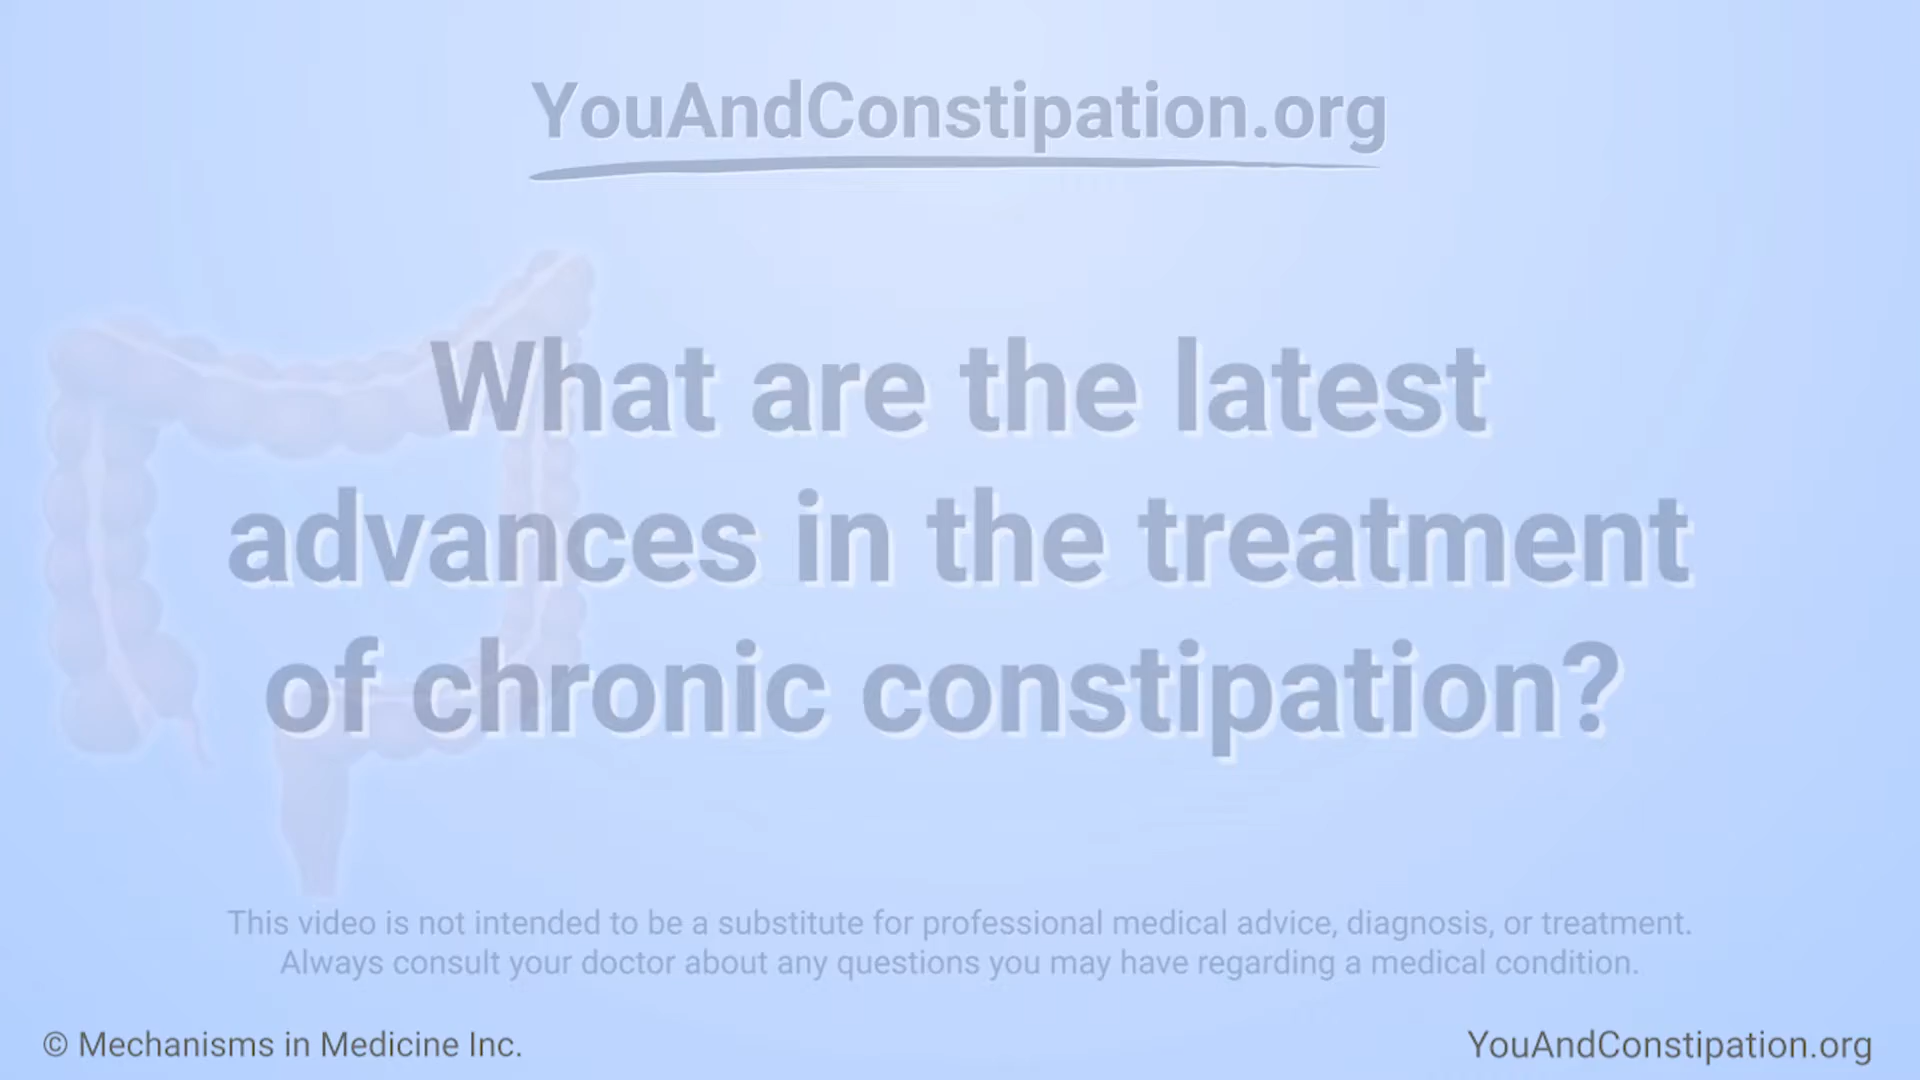 YouAndConstipation.org
What are the latest
advances in the treatment
of chronic constipation?
This video is not intended to be a substitute for professional medical advice, diagnosis, or treatment.
Always consult your doctor about any questions you may have regarding a medical condition.
© Mechanisms in Medicine Inc.
YouAndConstipation.org